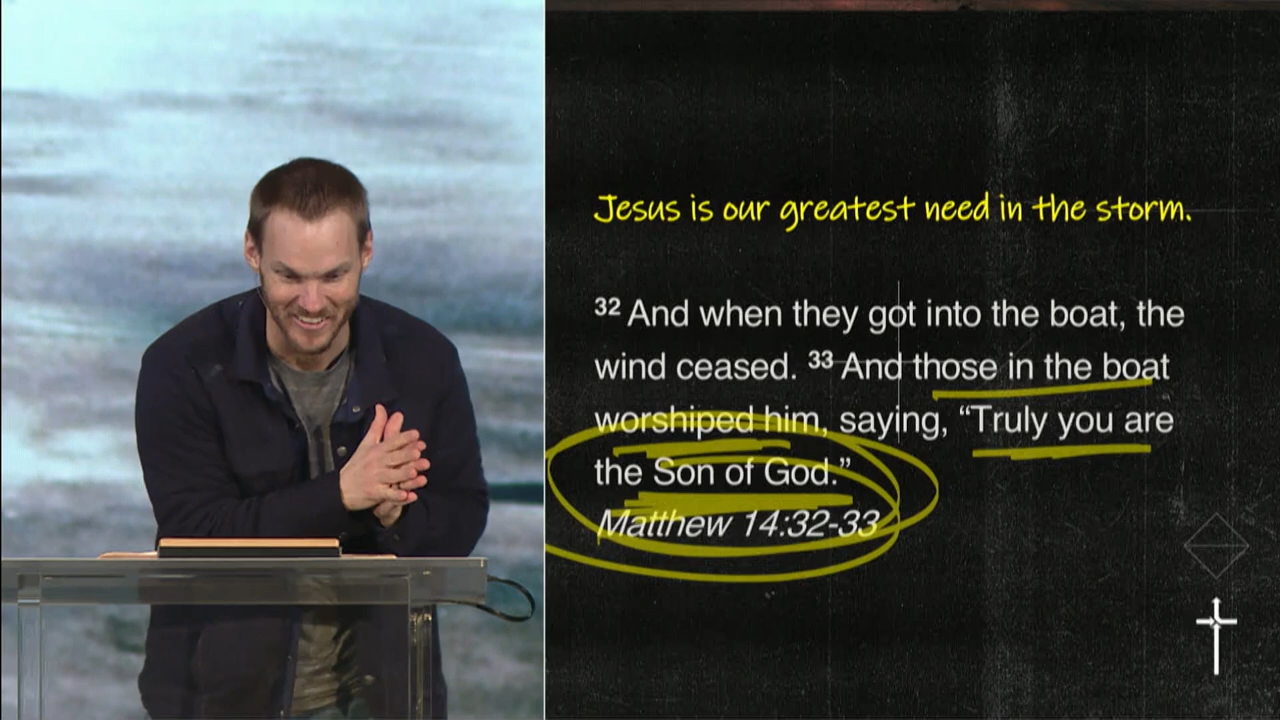 Jesus is our greatest need in the storm.
32 And when they got into the boat, the
wind ceased. 33 And those in the boat
worshiped him, saying, “Truly you are
the Son of God.”
Matthew 14:32-33